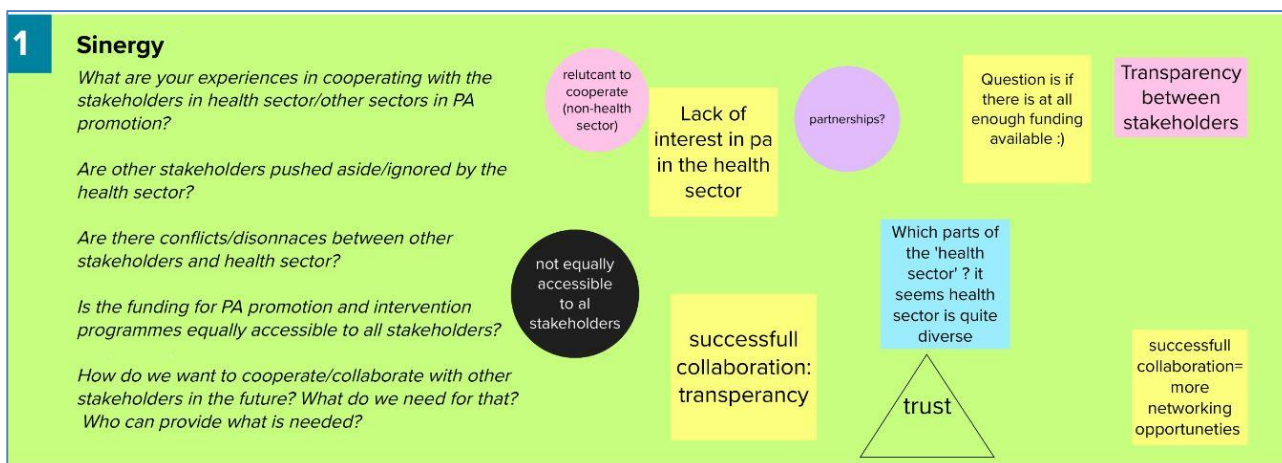 1
Sinergy
What are your experiences in cooperating with the
stakeholders in health sector/other sectors in PA
promotion?
Are other stakeholders pushed aside/ignored by the
health sector?
Are there conflicts/disonnaces between other
stakeholders and health sector?
Is the funding for PA promotion and intervention
programmes equally accessible to all stakeholders?
How do we want to cooperate/collaborate with other
stakeholders in the future? What do we need for that?
Who can provide what is needed?
relutcant to
cooperate
(non-health
sector)
Lack of
interest in pa
in the health
sector
partnerships?
Question is if
there is at all
enough funding
available :)
Transparency
between
stakeholders
not equally
accessible
to al
stakeholders
successfull
collaboration:
transperancy
Which parts of
the 'health
sector' ? it
seems health
sector is quite
diverse
trust
successfull
collaboration=
more
networking
opportuneties